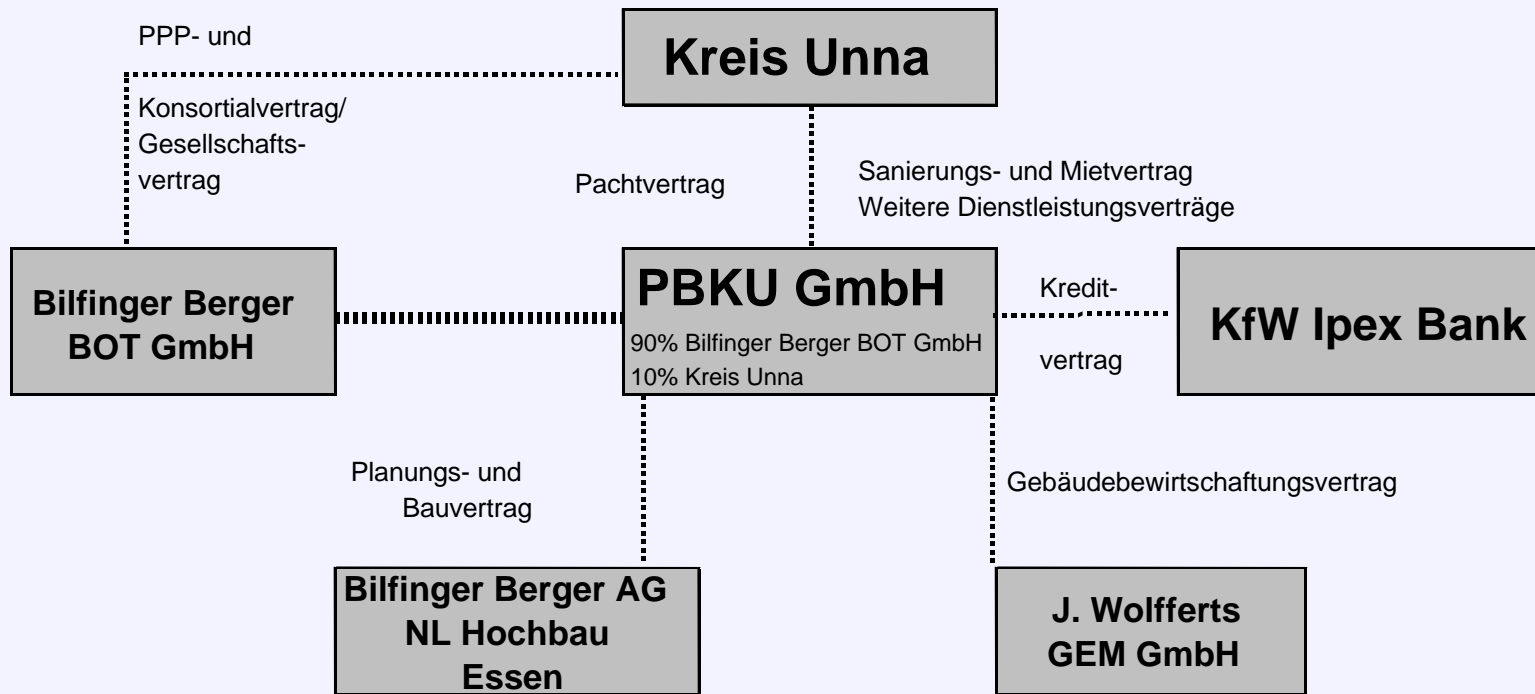 PPP- und
Kreis Unna
Konsortialvertrag/
Gesellschafts-
vertrag
Pachtvertrag
Sanierungs- und Mietvertrag
Weitere Dienstleistungsverträge
Bilfinger Berger
BOT GmbH
PBKU GmbH
90% Bilfinger Berger BOT GmbH
10% Kreis Unna
Kredit-
vertrag
KfW Ipex Bank
Planungs- und
Bauvertrag
Gebäudebewirtschaftungsvertrag
Bilfinger Berger AG
NL Hochbau
Essen
J. Wolfferts
GEM GmbH